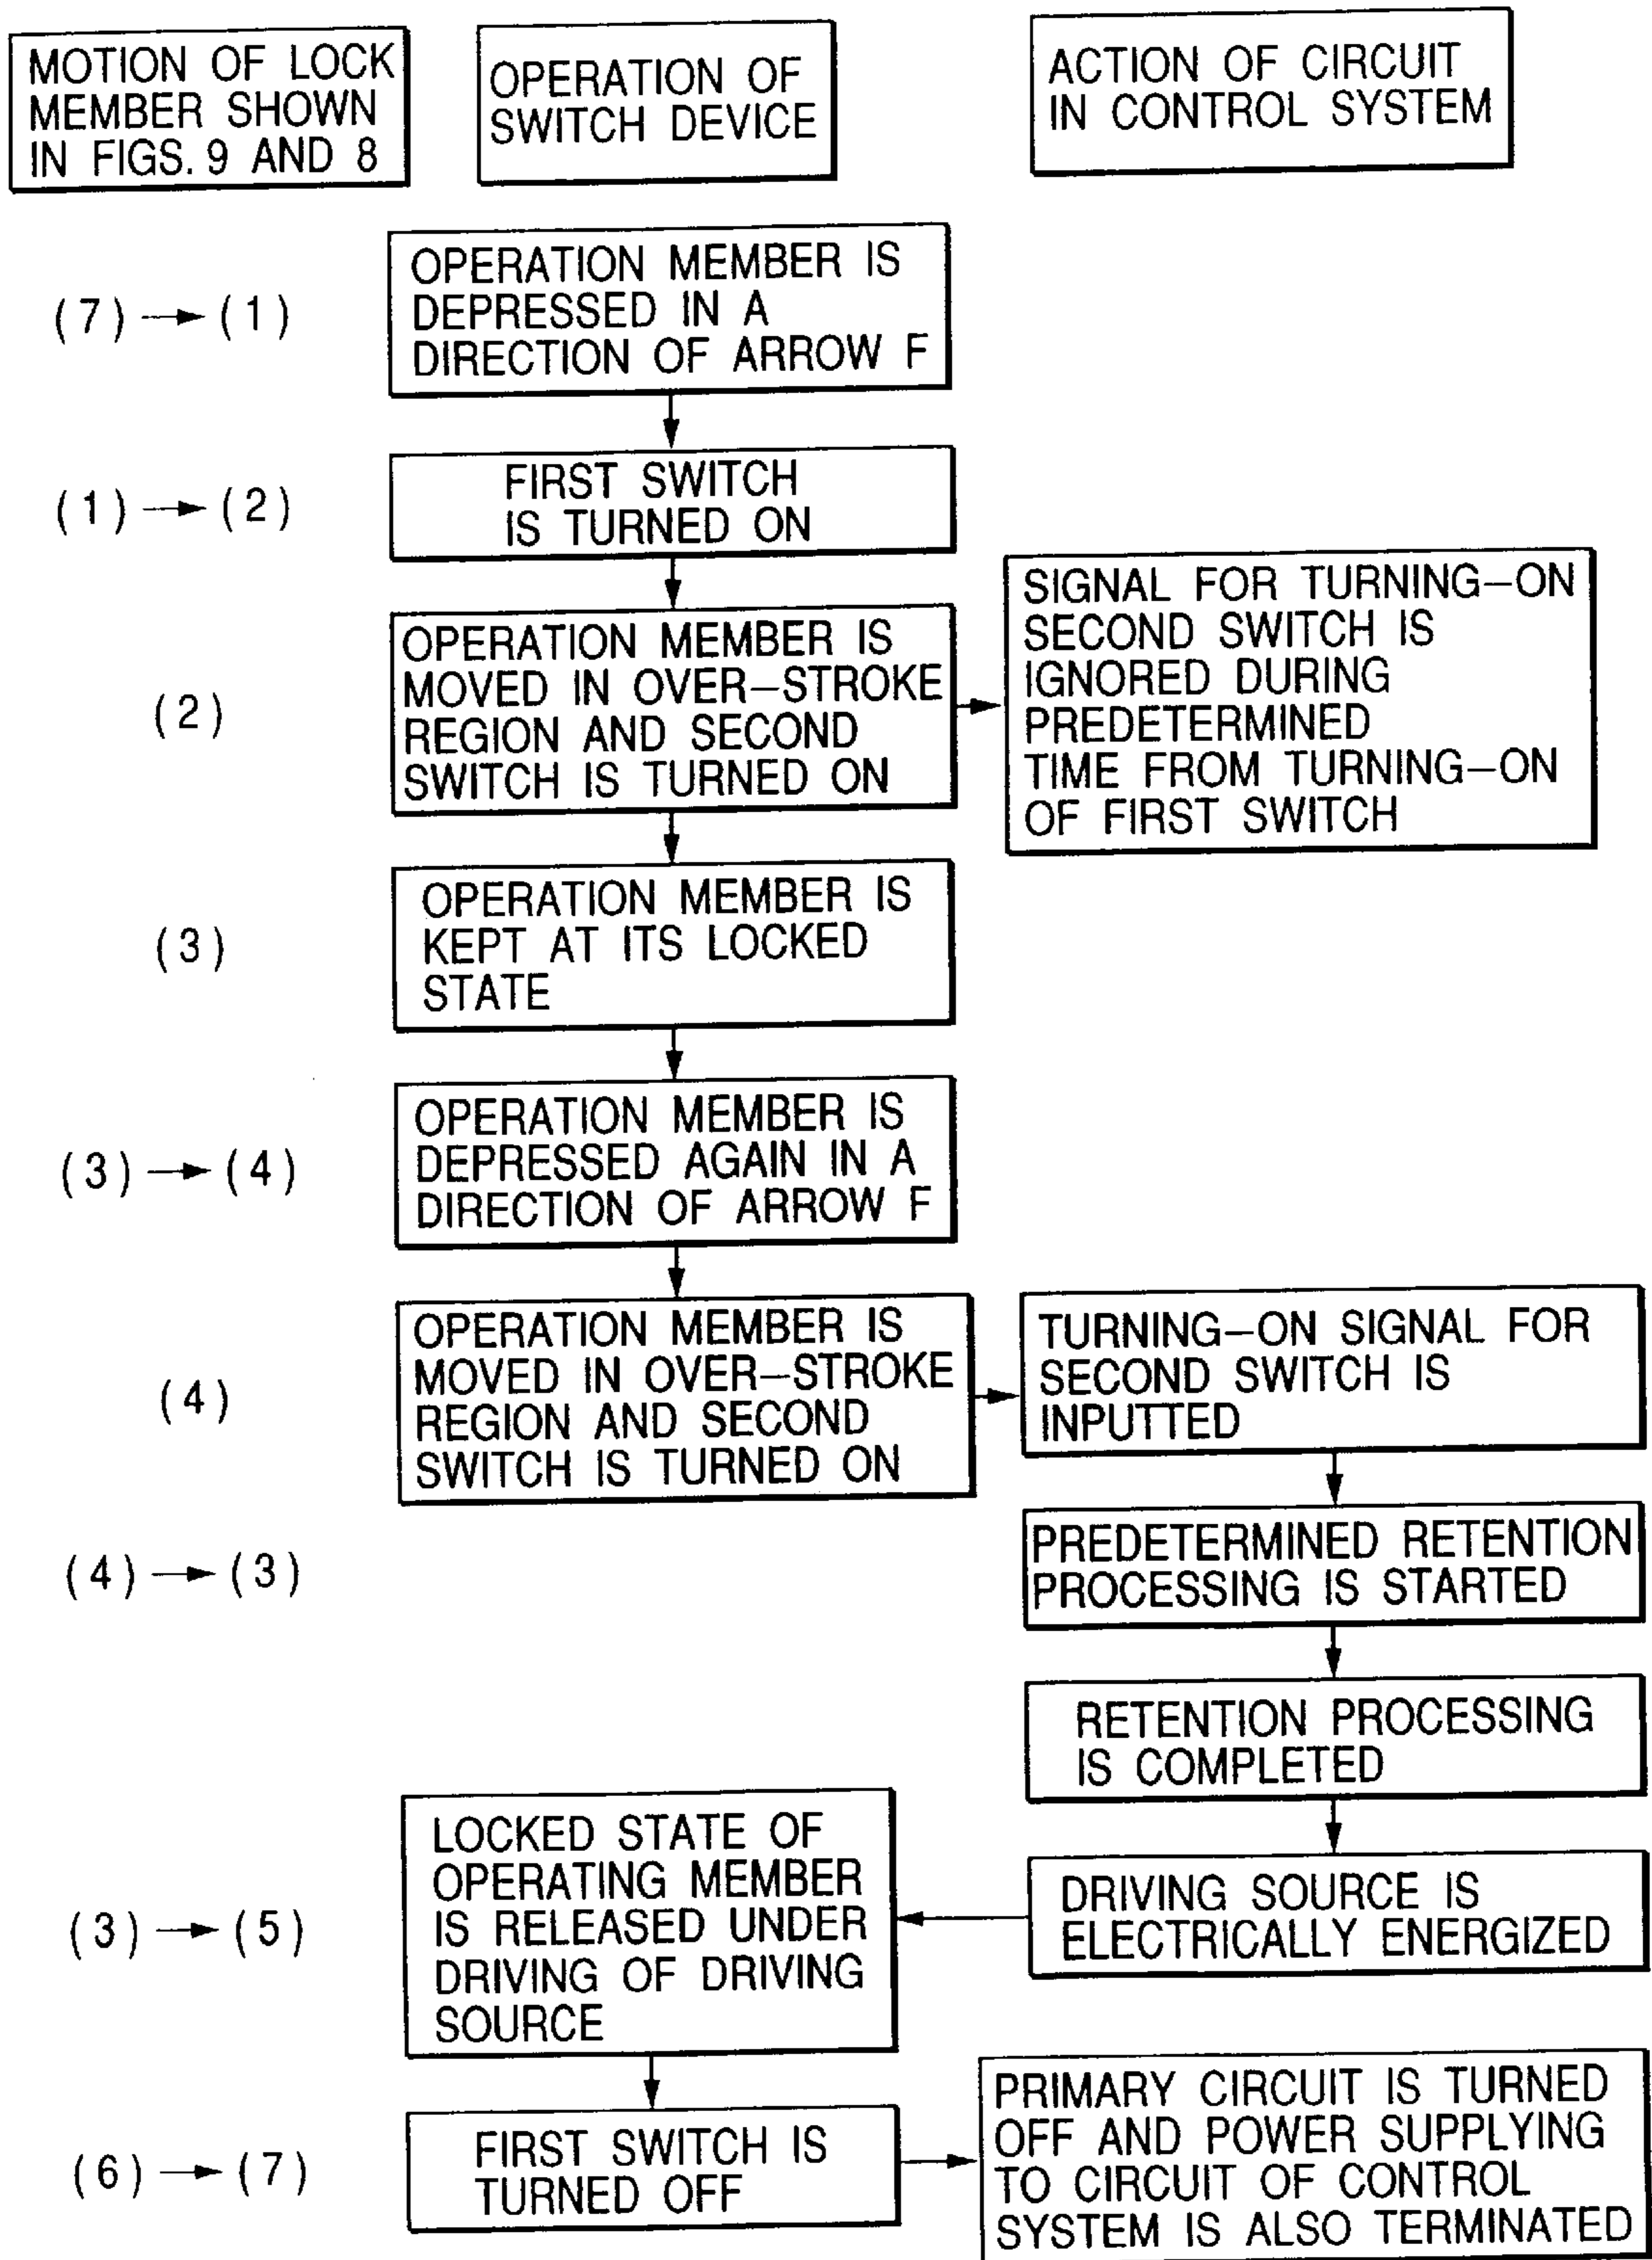 MOTION OF LOCK
MEMBER SHOWN
IN FIGS. 9 AND 8
OPERATION OF
SWITCH DEVICE
ACTION OF CIRCUIT
IN CONTROL SYSTEM
(7) → (1)
OPERATION MEMBER IS
DEPRESSED IN A
DIRECTION OF ARROW F
(1) → (2)
FIRST SWITCH
IS TURNED ON
(2)
OPERATION MEMBER IS
MOVED IN OVER-STROKE
REGION AND SECOND
SWITCH IS TURNED ON
SIGNAL FOR TURNING-ON
SECOND SWITCH IS
IGNORED DURING
PREDETERMINED
TIME FROM TURNING-ON
OF FIRST SWITCH
(3)
OPERATION MEMBER IS
KEPT AT ITS LOCKED
STATE
(3) → (4)
OPERATION MEMBER IS
DEPRESSED AGAIN IN A
DIRECTION OF ARROW F
(4)
OPERATION MEMBER IS
MOVED IN OVER-STROKE
REGION AND SECOND
SWITCH IS TURNED ON
TURNING-ON SIGNAL FOR
SECOND SWITCH IS
INPUTTED
(4) → (3)
PREDETERMINED RETENTION
PROCESSING IS STARTED
RETENTION PROCESSING
IS COMPLETED
(3) → (5)
LOCKED STATE OF
OPERATING MEMBER
IS RELEASED UNDER
DRIVING OF DRIVING
SOURCE
DRIVING SOURCE IS
ELECTRICALLY ENERGIZED
(6) → (7)
FIRST SWITCH IS
TURNED OFF
PRIMARY CIRCUIT IS TURNED
OFF AND POWER SUPPLYING
TO CIRCUIT OF CONTROL
SYSTEM IS ALSO TERMINATED